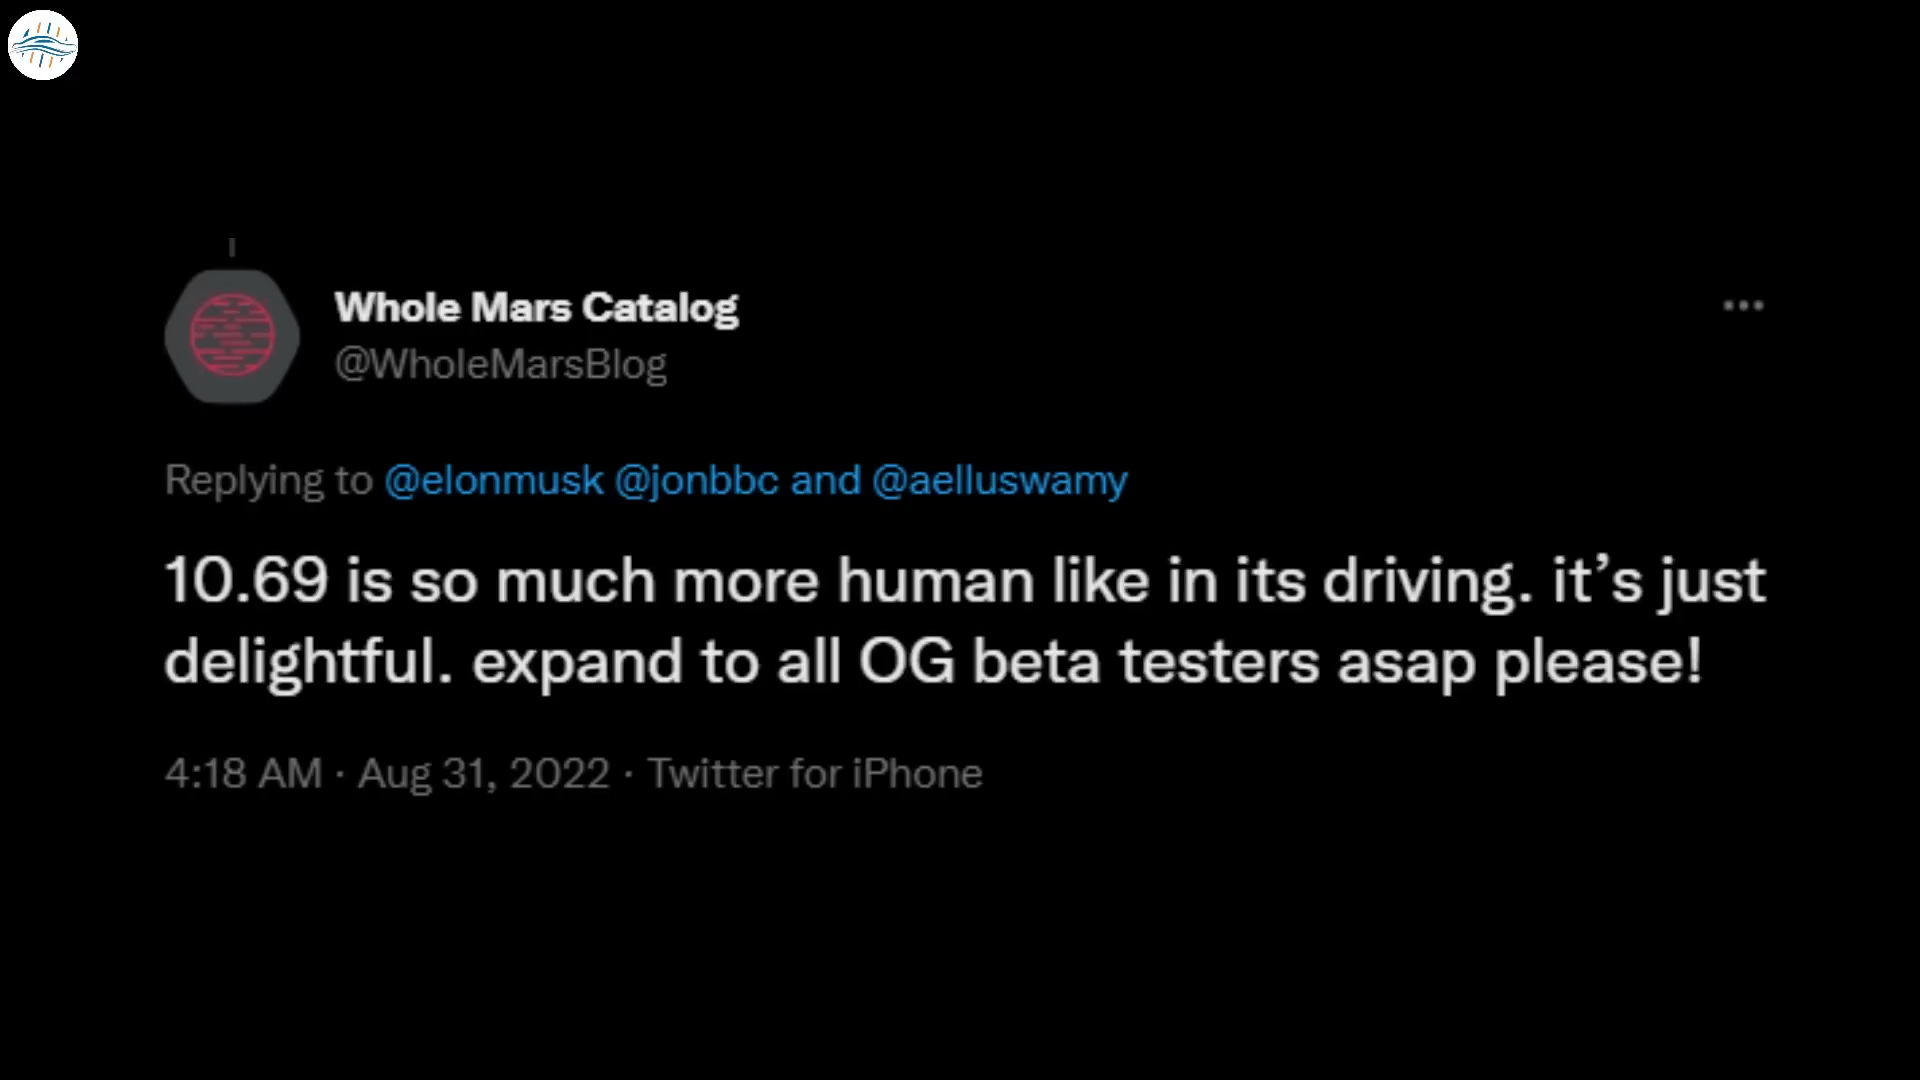 Whole Mars Catalog
@WholeMarsBlog
Replying to @elonmusk @jonbbc and @aelluswamy
10.69 is so much more human like in its driving. it’s just
delightful. expand to all OG beta testers asap please!
4:18 AM · Aug 31, 2022 · Twitter for iPhone